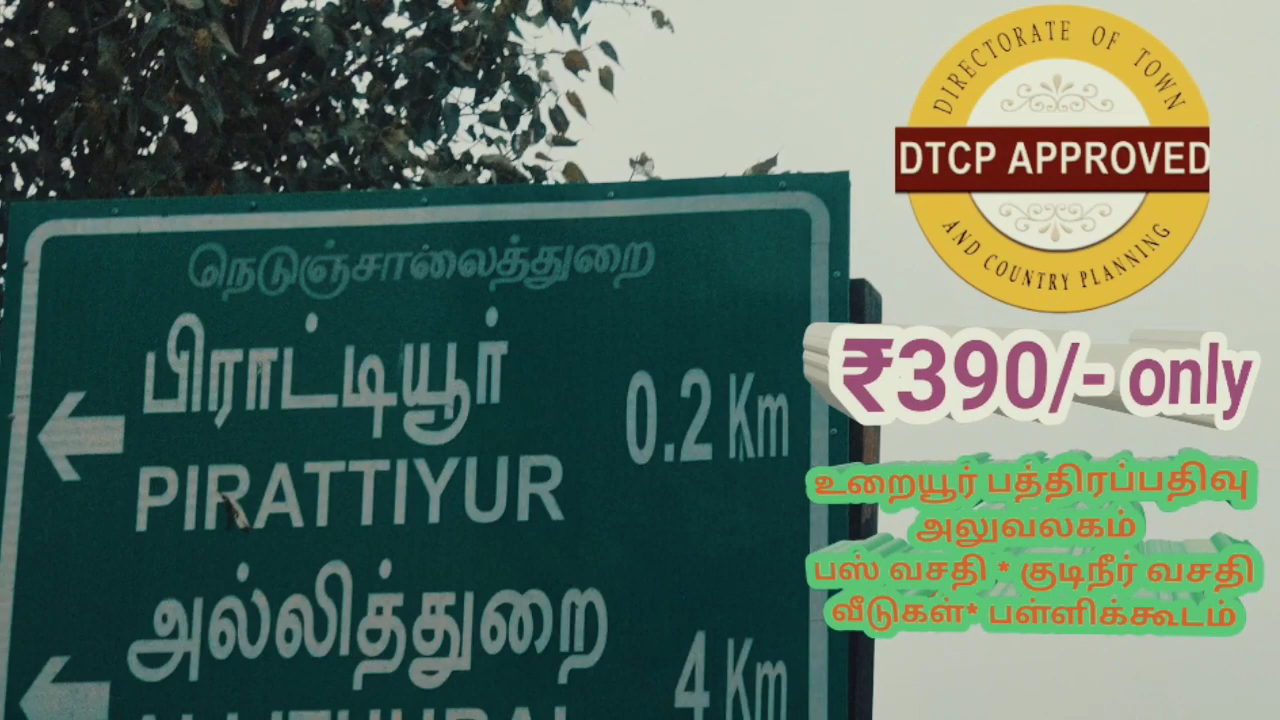 நெடுஞ்சாலைத்துறை
பிராட்டியூர்
0.2 Km
PIRATTIYUR
அல்லித்துறை
4 Km
DIRECTORATE OF TOWN
DTCP APPROVED
AND COUNTRY PLANNING
₹390/- only
உறையூர் பத்திரப்பதிவு
அலுவலகம்
பஸ் வசதி * குடிநீர் வசதி
வீடுகள்* பள்ளிக்கூடம்